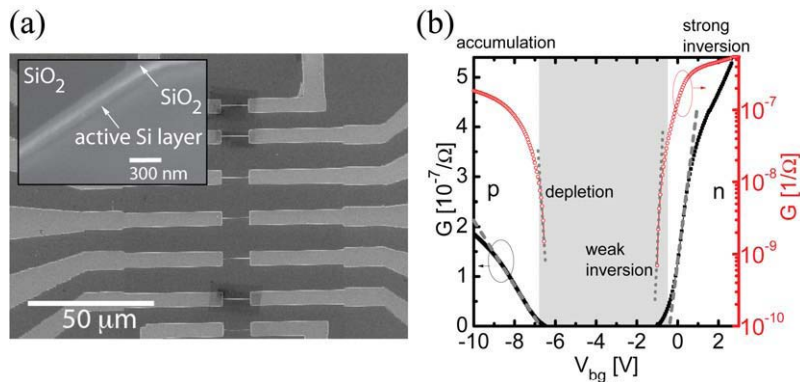 (a)
SiO2
SiO2
active Si layer
300 nm
50 μm
(b)
accumulation
strong
inversion
5
4
3
2
1
0
G [10⁻⁷/Ω]
p
n
depletion
weak
inversion
10⁻⁷
10⁻⁸
10⁻⁹
10⁻¹⁰
G [1/Ω]
-10 -8 -6 -4 -2 0 2
Vbg [V]